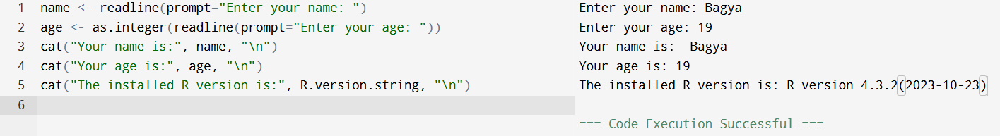 1 name <- readline(prompt="Enter your name: ")
2 age <- as.integer(readline(prompt="Enter your age: "))
3 cat("Your name is:", name, "\n")
4 cat("Your age is:", age, "\n")
5 cat("The installed R version is:", R.version.string, "\n")
6
Enter your name: Bagya
Enter your age: 19
Your name is:  Bagya
Your age is: 19
The installed R version is: R version 4.3.2(2023-10-23)
=== Code Execution Successful ===